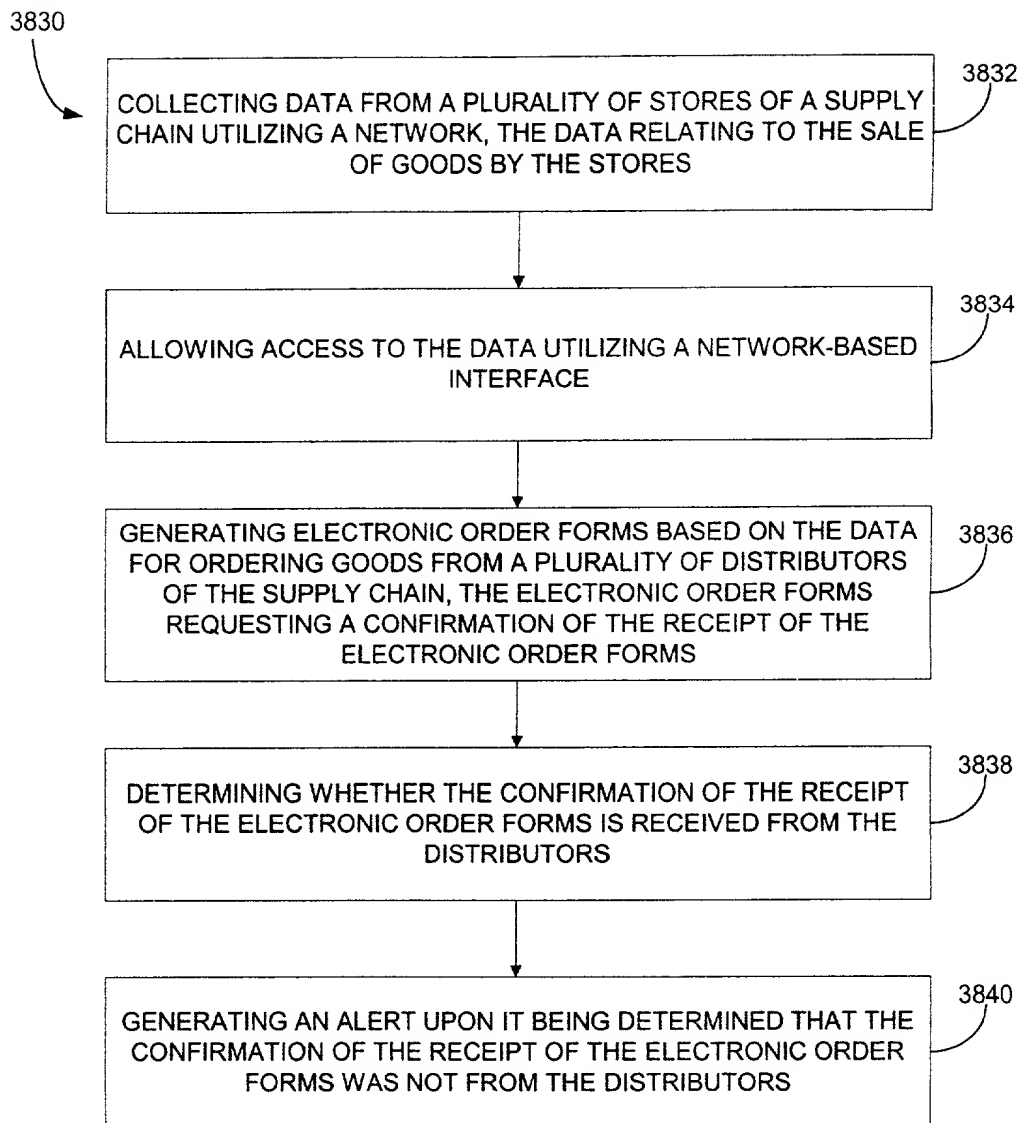 3830
3832
COLLECTING DATA FROM A PLURALITY OF STORES OF A SUPPLY
CHAIN UTILIZING A NETWORK, THE DATA RELATING TO THE SALE
OF GOODS BY THE STORES
3834
ALLOWING ACCESS TO THE DATA UTILIZING A NETWORK-BASED
INTERFACE
3836
GENERATING ELECTRONIC ORDER FORMS BASED ON THE DATA
FOR ORDERING GOODS FROM A PLURALITY OF DISTRIBUTORS
OF THE SUPPLY CHAIN, THE ELECTRONIC ORDER FORMS
REQUESTING A CONFIRMATION OF THE RECEIPT OF THE
ELECTRONIC ORDER FORMS
3838
DETERMINING WHETHER THE CONFIRMATION OF THE RECEIPT
OF THE ELECTRONIC ORDER FORMS IS RECEIVED FROM THE
DISTRIBUTORS
3840
GENERATING AN ALERT UPON IT BEING DETERMINED THAT THE
CONFIRMATION OF THE RECEIPT OF THE ELECTRONIC ORDER
FORMS WAS NOT FROM THE DISTRIBUTORS